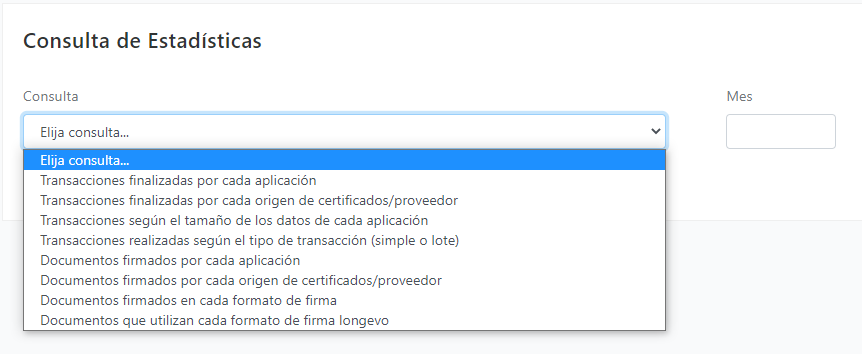 Consulta de Estadísticas
Consulta
Mes
Elija consulta...
Elija consulta...
Transacciones finalizadas por cada aplicación
Transacciones finalizadas por cada origen de certificados/proveedor
Transacciones según el tamaño de los datos de cada aplicación
Transacciones realizadas según el tipo de transacción (simple o lote)
Documentos firmados por cada aplicación
Documentos firmados por cada origen de certificados/proveedor
Documentos firmados en cada formato de firma
Documentos que utilizan cada formato de firma longevo